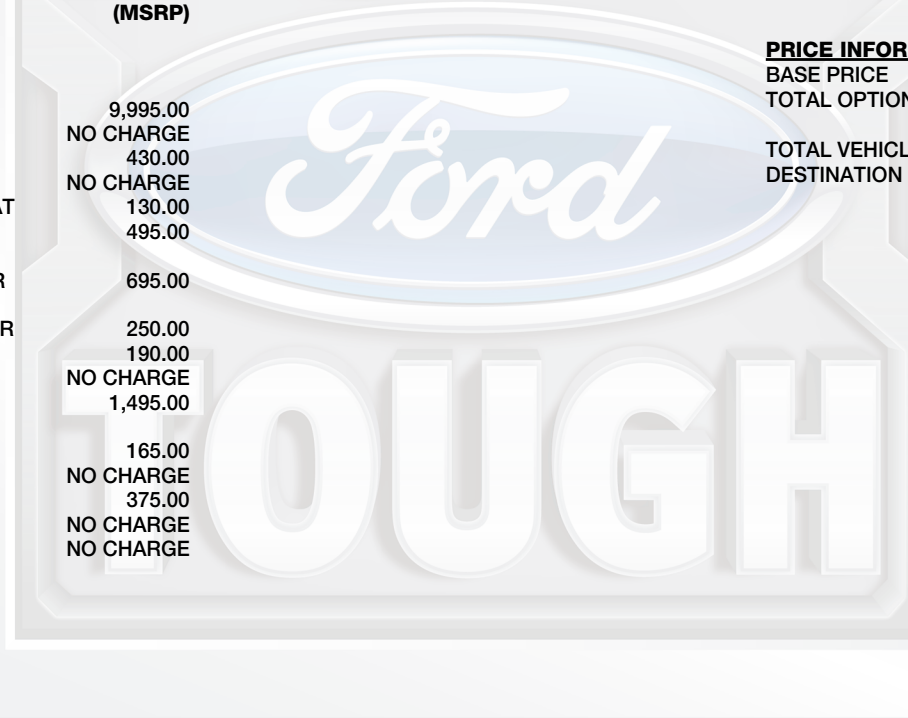 (MSRP)
PRICE INFOR
BASE PRICE
TOTAL OPTION
9,995.00
NO CHARGE
430.00
TOTAL VEHICL
NO CHARGE
DESTINATION
AT 130.00
495.00
R 695.00
R 250.00
190.00
NO CHARGE
1,495.00
165.00
NO CHARGE
375.00
NO CHARGE
NO CHARGE
Ford
TOUGH